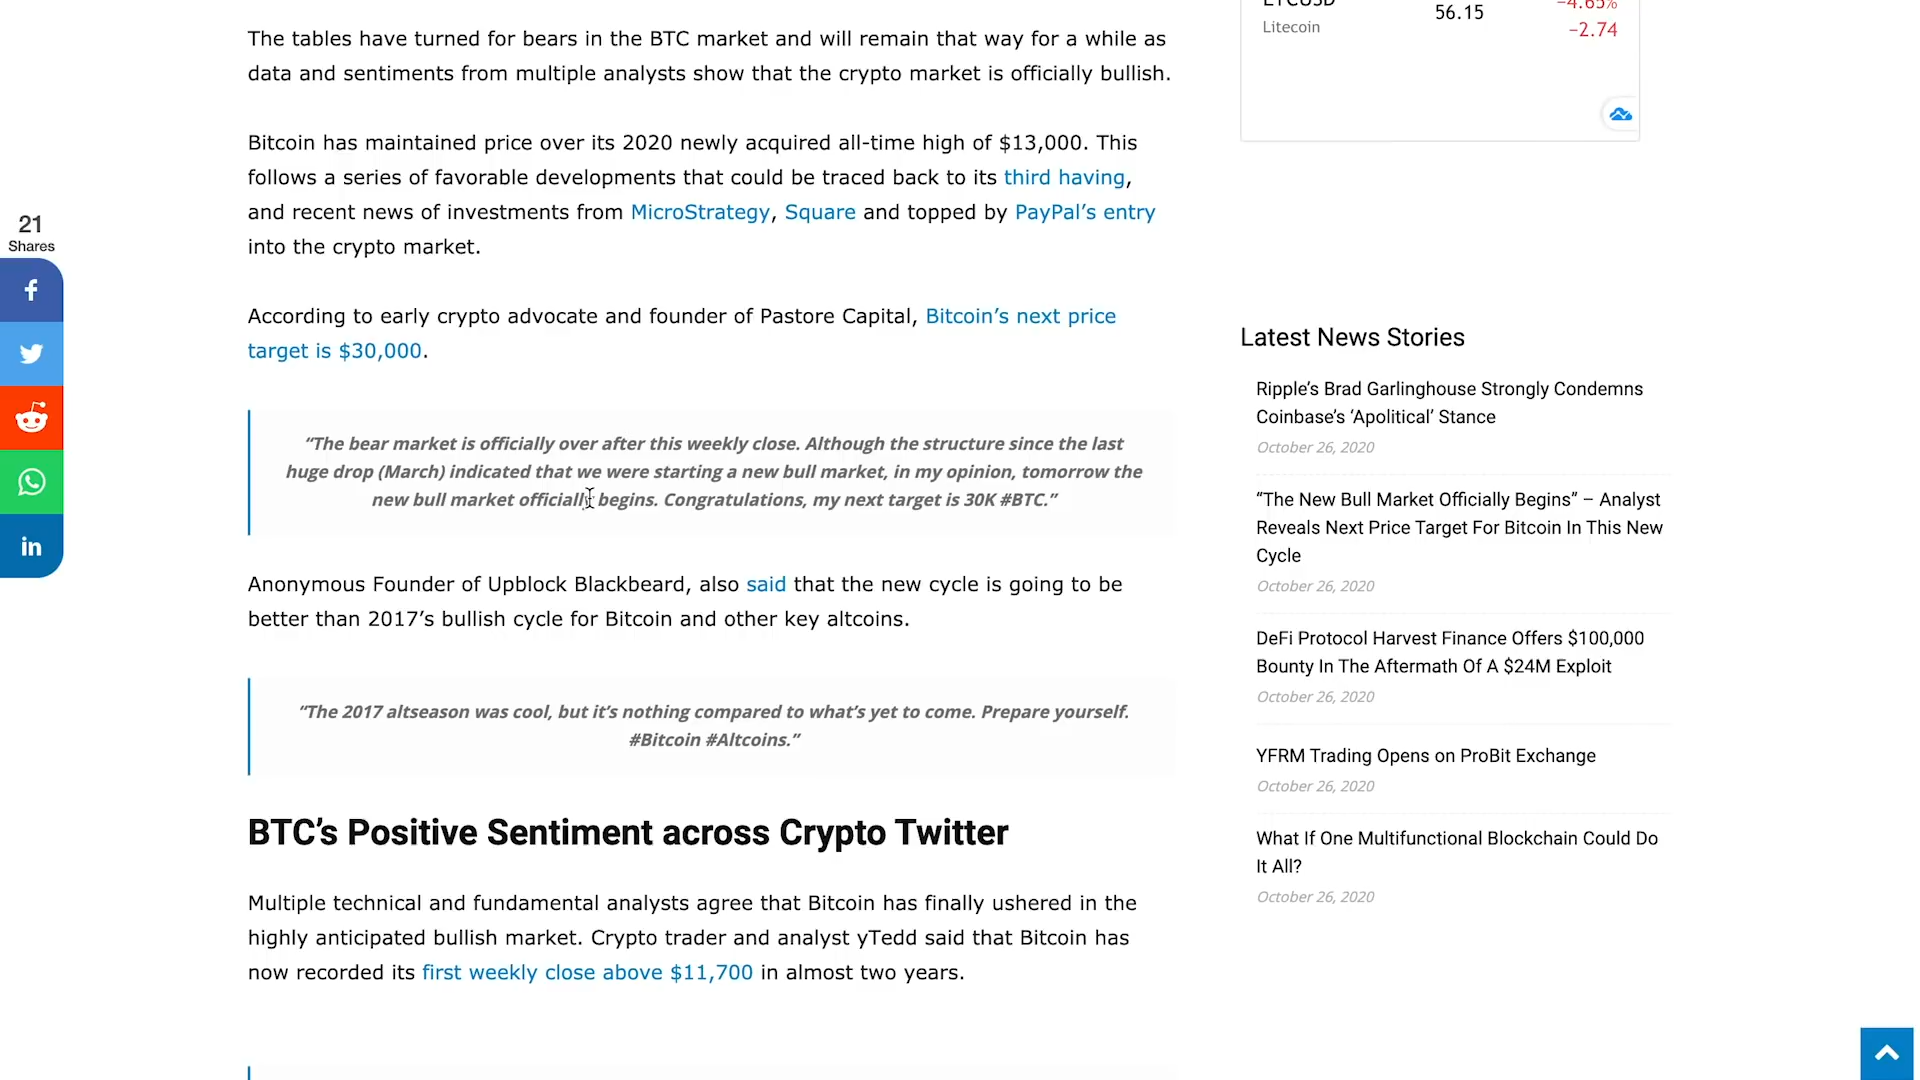 The tables have turned for bears in the BTC market and will remain that way for a while as
data and sentiments from multiple analysts show that the crypto market is officially bullish.
Bitcoin has maintained price over its 2020 newly acquired all-time high of $13,000. This
follows a series of favorable developments that could be traced back to its third having,
and recent news of investments from MicroStrategy, Square and topped by PayPal’s entry
into the crypto market.
According to early crypto advocate and founder of Pastore Capital, Bitcoin’s next price
target is $30,000.
“The bear market is officially over after this weekly close. Although the structure since the last
huge drop (March) indicated that we were starting a new bull market, in my opinion, tomorrow the
new bull market officially begins. Congratulations, my next target is 30K #BTC.”
Anonymous Founder of Upblock Blackbeard, also said that the new cycle is going to be
better than 2017’s bullish cycle for Bitcoin and other key altcoins.
“The 2017 altseason was cool, but it’s nothing compared to what’s yet to come. Prepare yourself.
#Bitcoin #Altcoins.”
BTC’s Positive Sentiment across Crypto Twitter
Multiple technical and fundamental analysts agree that Bitcoin has finally ushered in the
highly anticipated bullish market. Crypto trader and analyst yTedd said that Bitcoin has
now recorded its first weekly close above $11,700 in almost two years.
21
Shares
f
in
LTCUSD
Litecoin
56.15
−4.65%
−2.74
Latest News Stories
Ripple’s Brad Garlinghouse Strongly Condemns
Coinbase’s ‘Apolitical’ Stance
October 26, 2020
“The New Bull Market Officially Begins” – Analyst
Reveals Next Price Target For Bitcoin In This New
Cycle
October 26, 2020
DeFi Protocol Harvest Finance Offers $100,000
Bounty In The Aftermath Of A $24M Exploit
October 26, 2020
YFRM Trading Opens on ProBit Exchange
October 26, 2020
What If One Multifunctional Blockchain Could Do
It All?
October 26, 2020